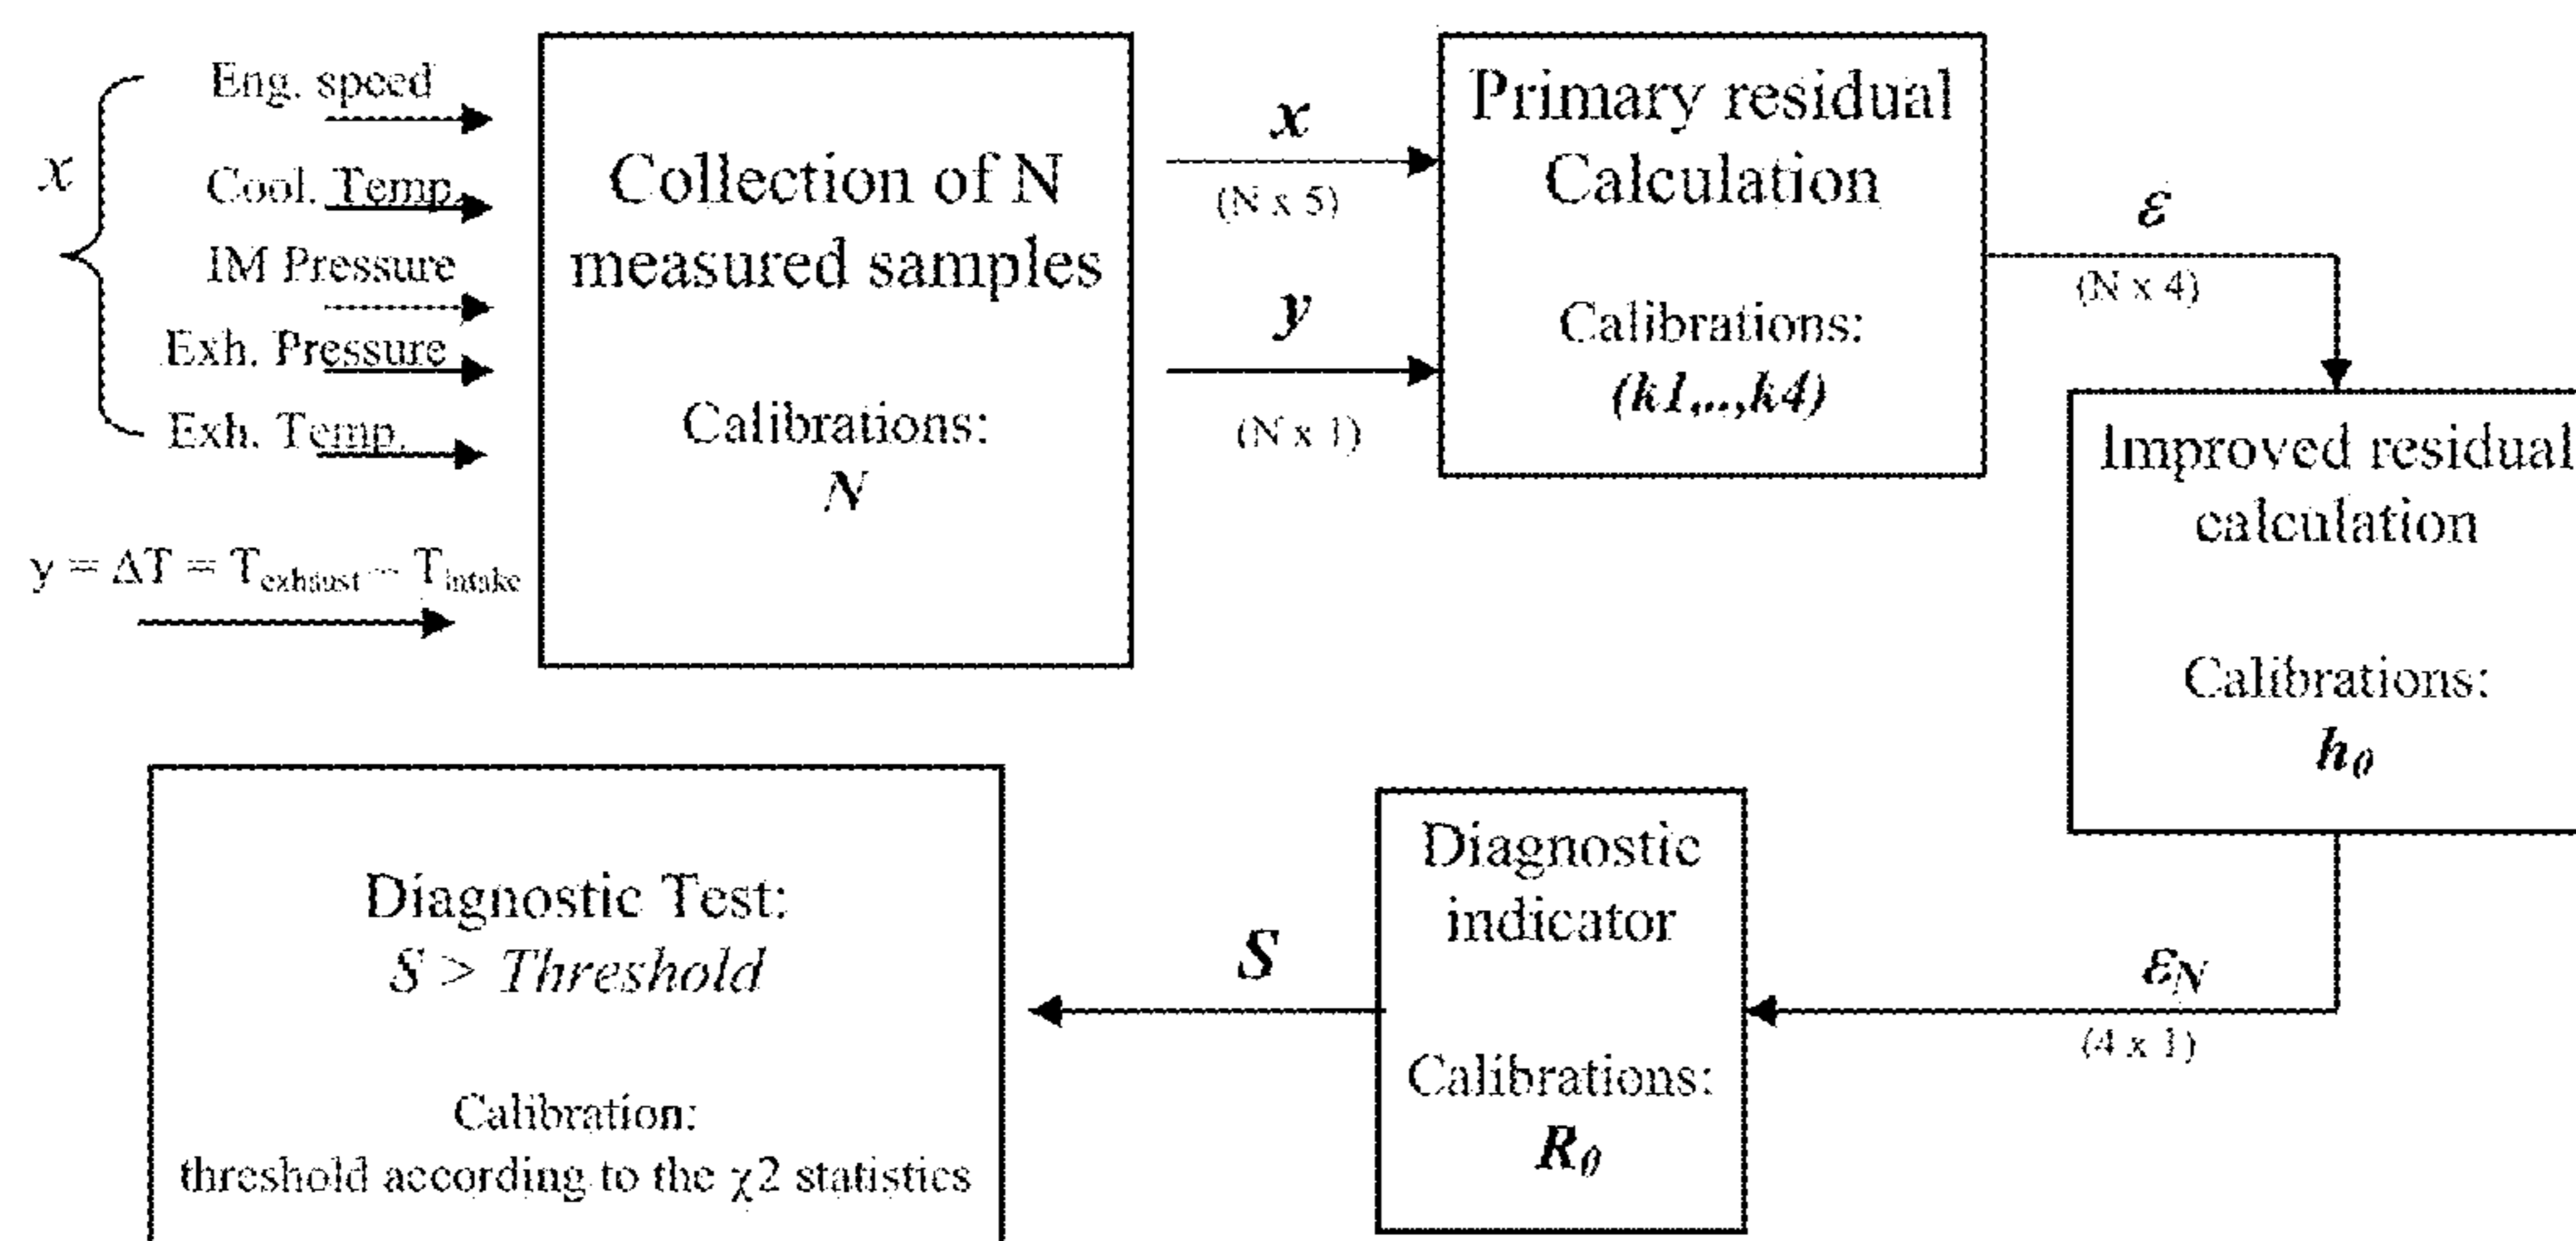 x
Eng. speed
Cool. Temp.
IM Pressure
Exh. Pressure
Exh. Temp.
y = ΔT = Texhaust – Tintake
Collection of N
measured samples
Calibrations:
N
x
(N x 5)
y
(N x 1)
Primary residual
Calculation
Calibrations:
(k1,..,k4)
ε
(N x 4)
Improved residual
calculation
Calibrations:
h0
εN
(4 x 1)
Diagnostic
indicator
Calibrations:
R0
S
Diagnostic Test:
S > Threshold
Calibration:
threshold according to the χ2 statistics